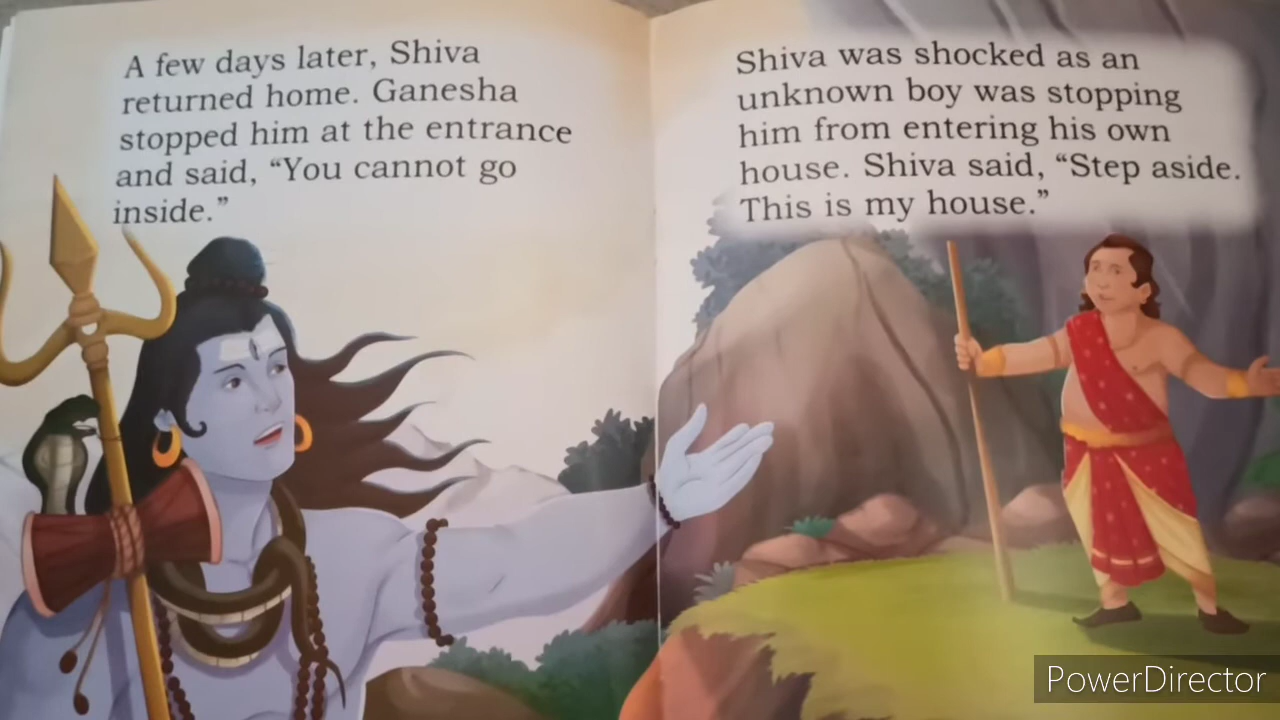 A few days later, Shiva
returned home. Ganesha
stopped him at the entrance
and said, “You cannot go
inside.”
Shiva was shocked as an
unknown boy was stopping
him from entering his own
house. Shiva said, “Step aside.
This is my house.”
PowerDirector